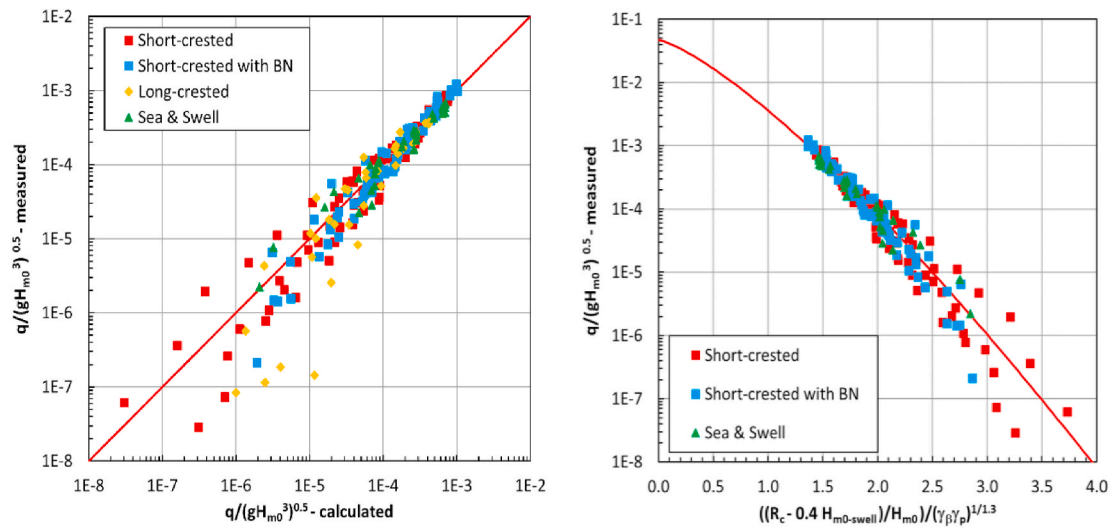 q/(gHm0³)^0.5 - measured
1E-2
1E-3
1E-4
1E-5
1E-6
1E-7
1E-8
Short-crested
Short-crested with BN
Long-crested
Sea & Swell
1E-8 1E-7 1E-6 1E-5 1E-4 1E-3 1E-2
q/(gHm0³)^0.5 - calculated
q/(gHm0³)^0.5 - measured
1E-1
1E-2
1E-3
1E-4
1E-5
1E-6
1E-7
1E-8
1E+0
Short-crested
Short-crested with BN
Sea & Swell
0.0 0.5 1.0 1.5 2.0 2.5 3.0 3.5 4.0
((Rc - 0.4 Hm0-swell)/Hm0)/(γβγp)^1/1.3